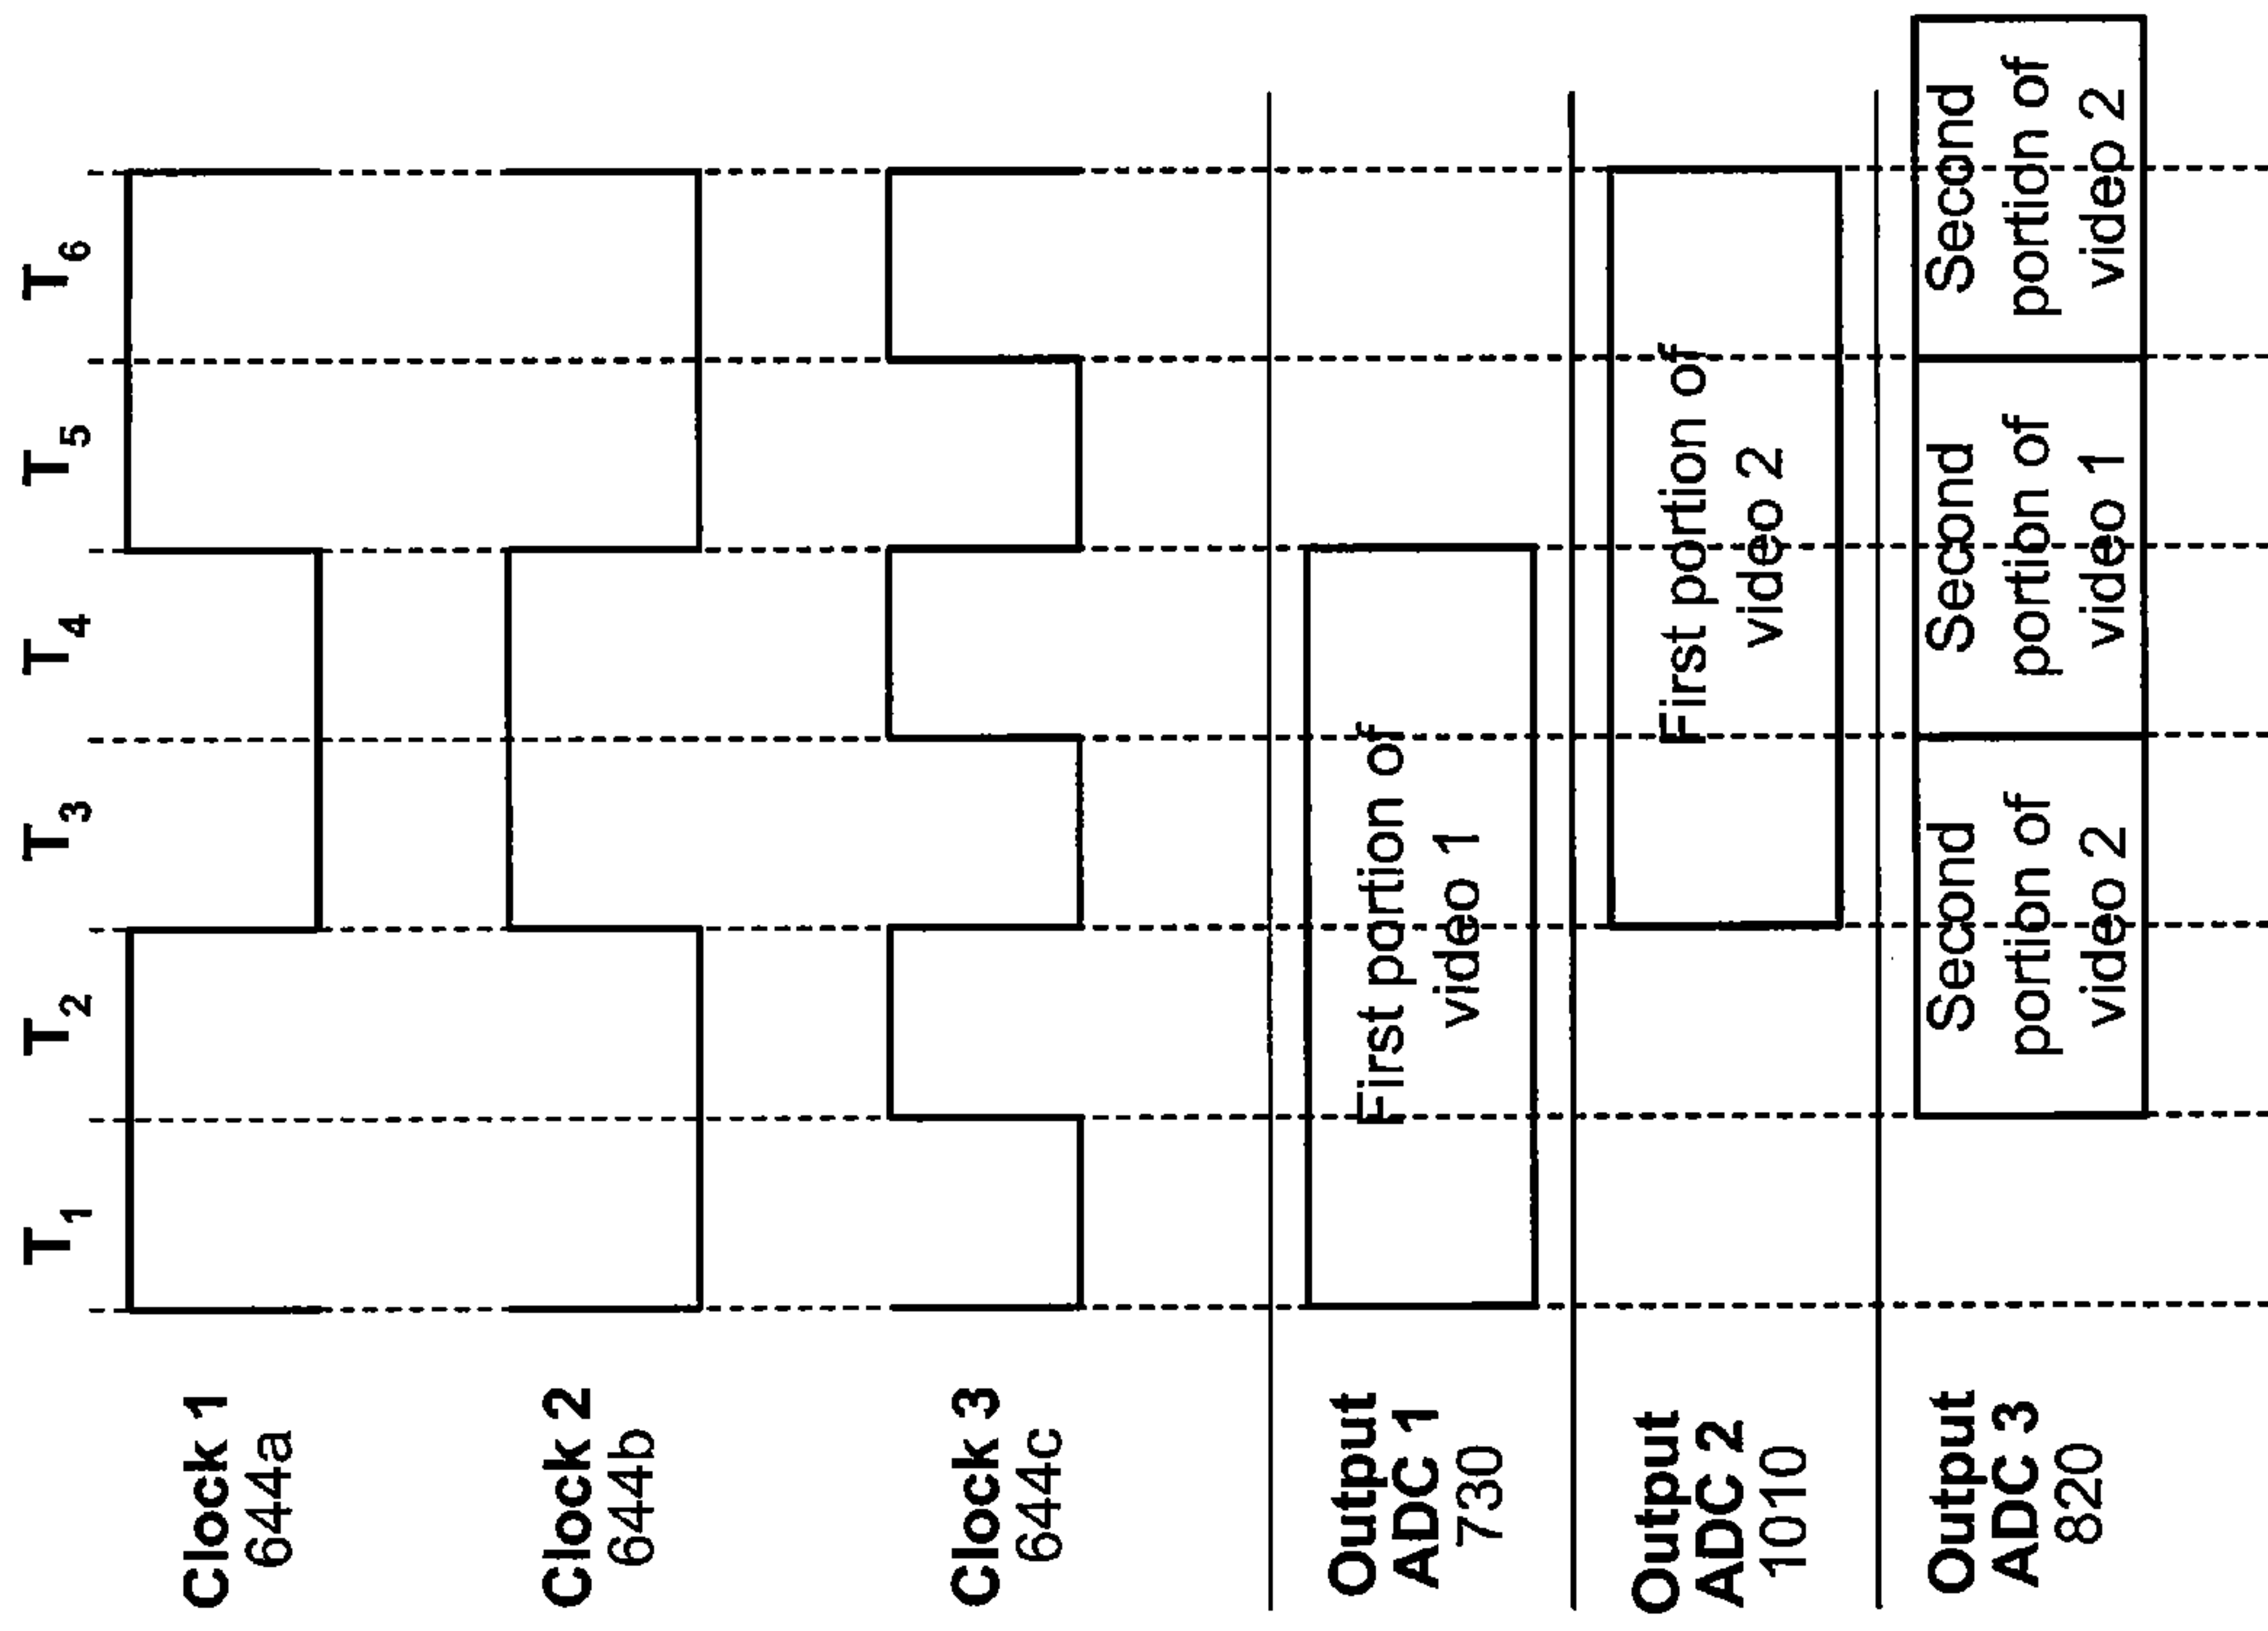 T1 T2 T3 T4 T5 T6
Clock 1
644a
Clock 2
644b
Clock 3
644c
Output
ADC 1
730
First portion of
video 1
Output
ADC 2
1010
First portion of
video 2
Output
ADC 3
820
Second
portion of
video 2
Second
portion of
video 1
Second
portion of
video 2